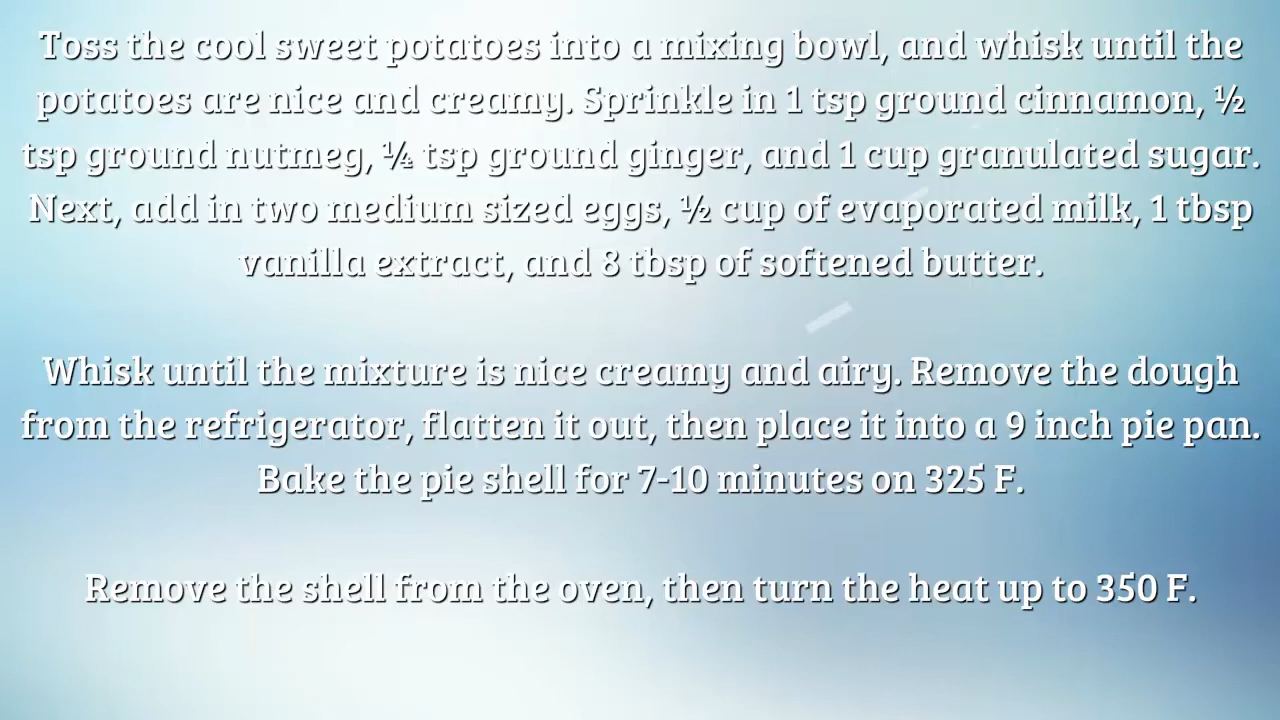 Toss the cool sweet potatoes into a mixing bowl, and whisk until the
potatoes are nice and creamy. Sprinkle in 1 tsp ground cinnamon, ½
tsp ground nutmeg, ¼ tsp ground ginger, and 1 cup granulated sugar.
Next, add in two medium sized eggs, ½ cup of evaporated milk, 1 tbsp
vanilla extract, and 8 tbsp of softened butter.
Whisk until the mixture is nice creamy and airy. Remove the dough
from the refrigerator, flatten it out, then place it into a 9 inch pie pan.
Bake the pie shell for 7-10 minutes on 325 F.
Remove the shell from the oven, then turn the heat up to 350 F.